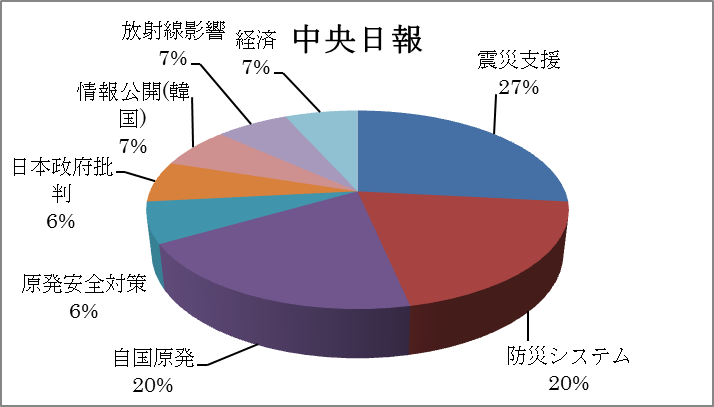 中央日報
震災支援
27%
防災システム
20%
自国原発
20%
原発安全対策
6%
日本政府批
判
6%
情報公開(韓
国)
7%
放射線影響
7%
経済
7%